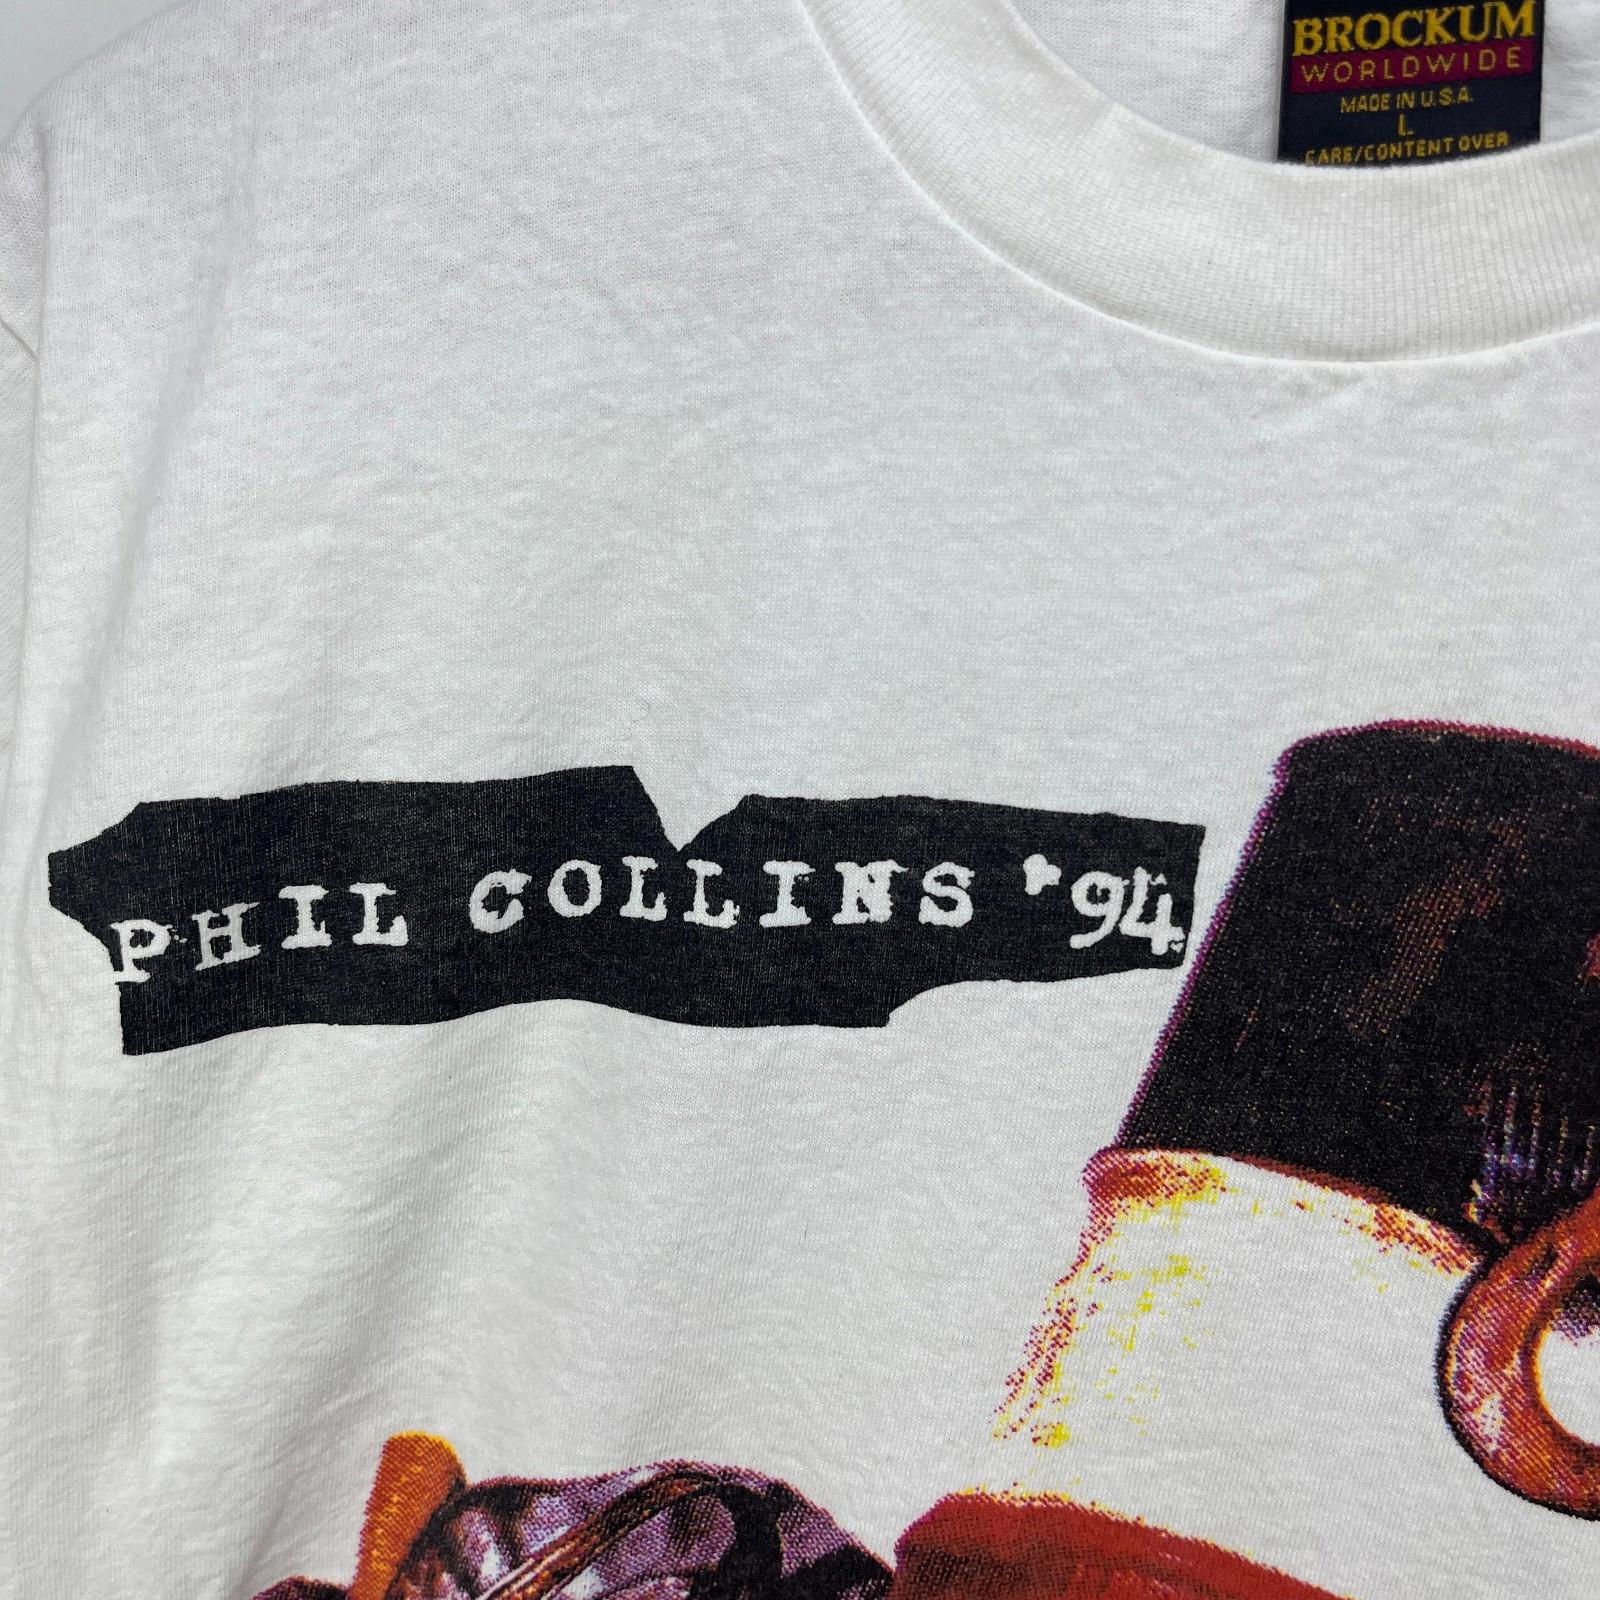 BROCKUM
WORLDWIDE
MADE IN U.S.A.
L
CARE/CONTENT OVER
PHIL COLLINS '94